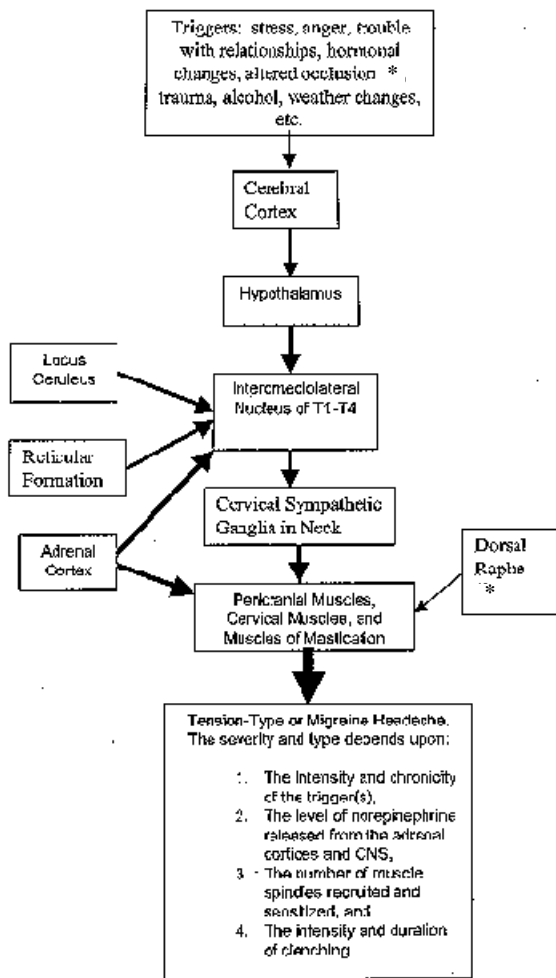 Triggers: stress, anger, trouble
with relationships, hormonal
changes, altered occlusion *,
trauma, alcohol, weather changes,
etc.
Cerebral
Cortex
Hypothalamus
Locus
Ceruleus
Intermediolateral
Nucleus of T1-T4
Reticular
Formation
Cervical Sympathetic
Ganglia in Neck
Adrenal
Cortex
Dorsal
Raphe
*
Pericranial Muscles,
Cervical Muscles, and
Muscles of Mastication
Tension-Type or Migraine Headache.
The severity and type depends upon:
1. The Intensity and chronicity
of the trigger(s),
2. The level of norepinephrine
released from the adrenal
cortices and CNS,
3. The number of muscle
spindles recruited and
sensitized, and
4. The intensity and duration
of clenching